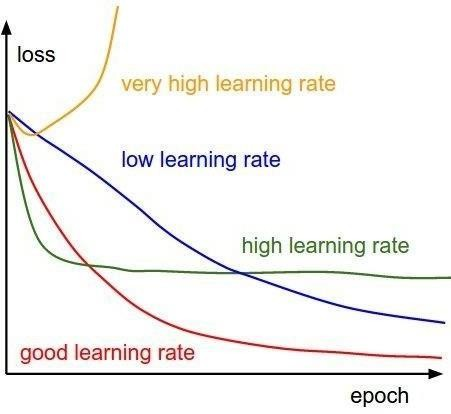 loss
very high learning rate
low learning rate
high learning rate
good learning rate
epoch